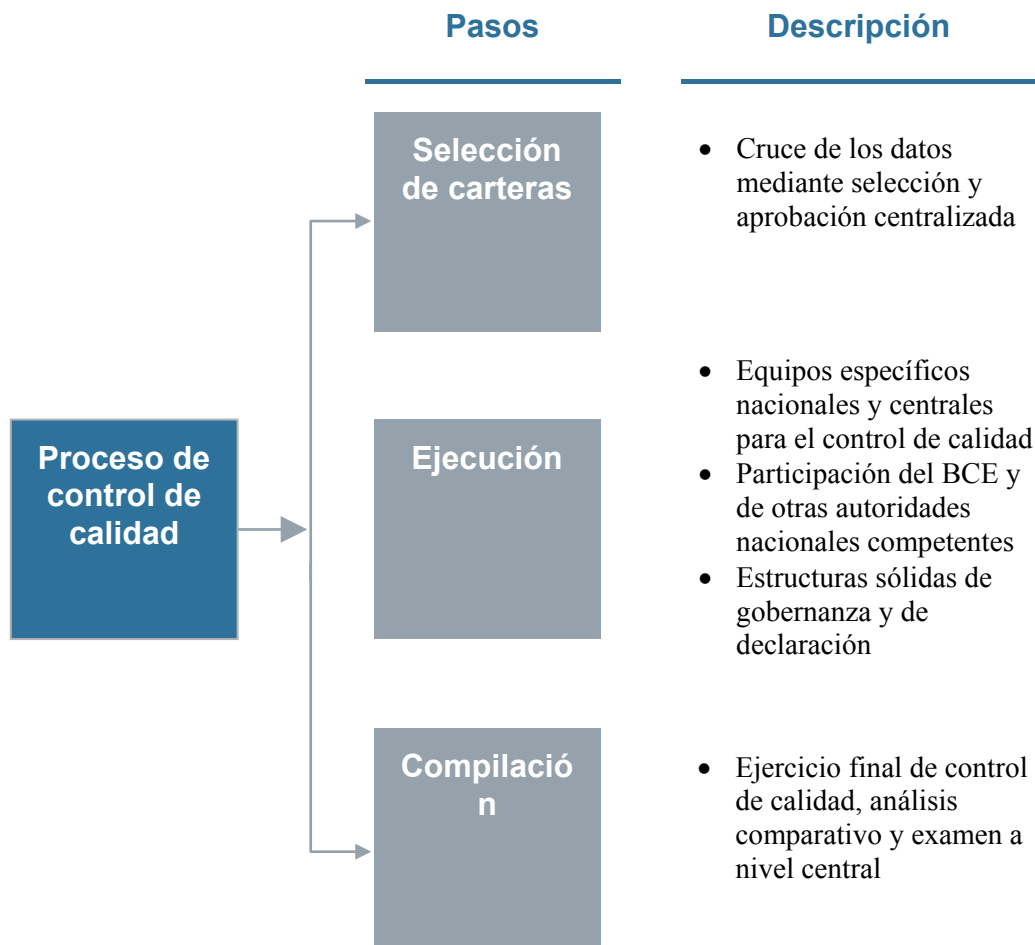 Pasos
Descripción
Selección
de carteras
• Cruce de los datos
mediante selección y
aprobación centralizada
Proceso de
control de
calidad
Ejecución
• Equipos específicos
nacionales y centrales
para el control de calidad
• Participación del BCE y
de otras autoridades
nacionales competentes
• Estructuras sólidas de
gobernanza y de
declaración
Compilació
n
• Ejercicio final de control
de calidad, análisis
comparativo y examen a
nivel central